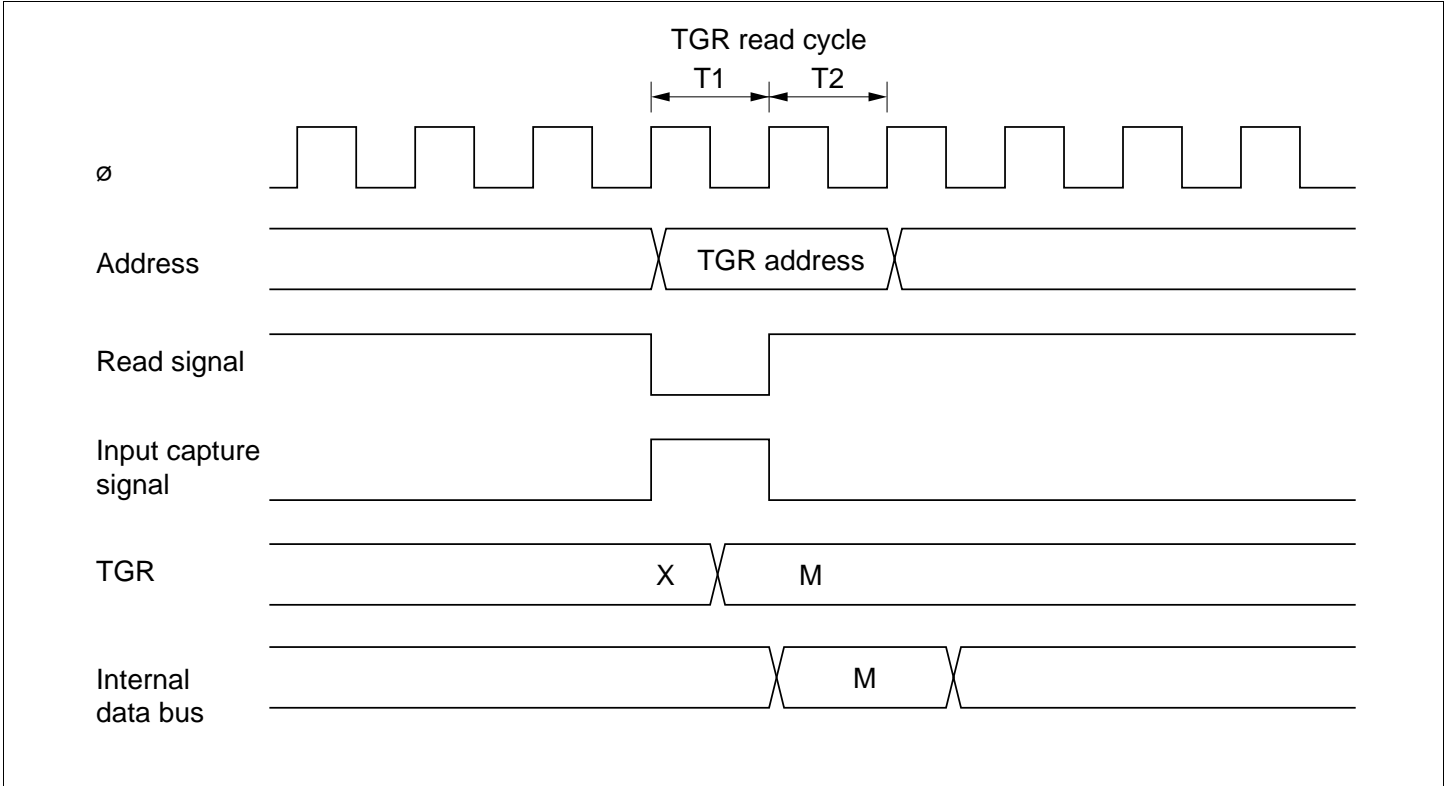 TGR read cycle
T1 T2
ø
Address
TGR address
Read signal
Input capture
signal
TGR
X M
Internal
data bus
M